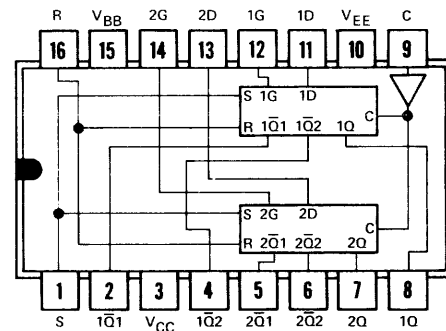 R V_BB 2G 2D 1G 1D V_EE C
16 15 14 13 12 11 10 9
S 1G 1D
C
R 1Q̅1 1Q̅2 1Q
S 2G 2D
C
R 2Q̅1 2Q̅2 2Q
1 2 3 4 5 6 7 8
S 1Q̅1 V_CC 1Q̅2 2Q̅1 2Q̅2 2Q 1Q